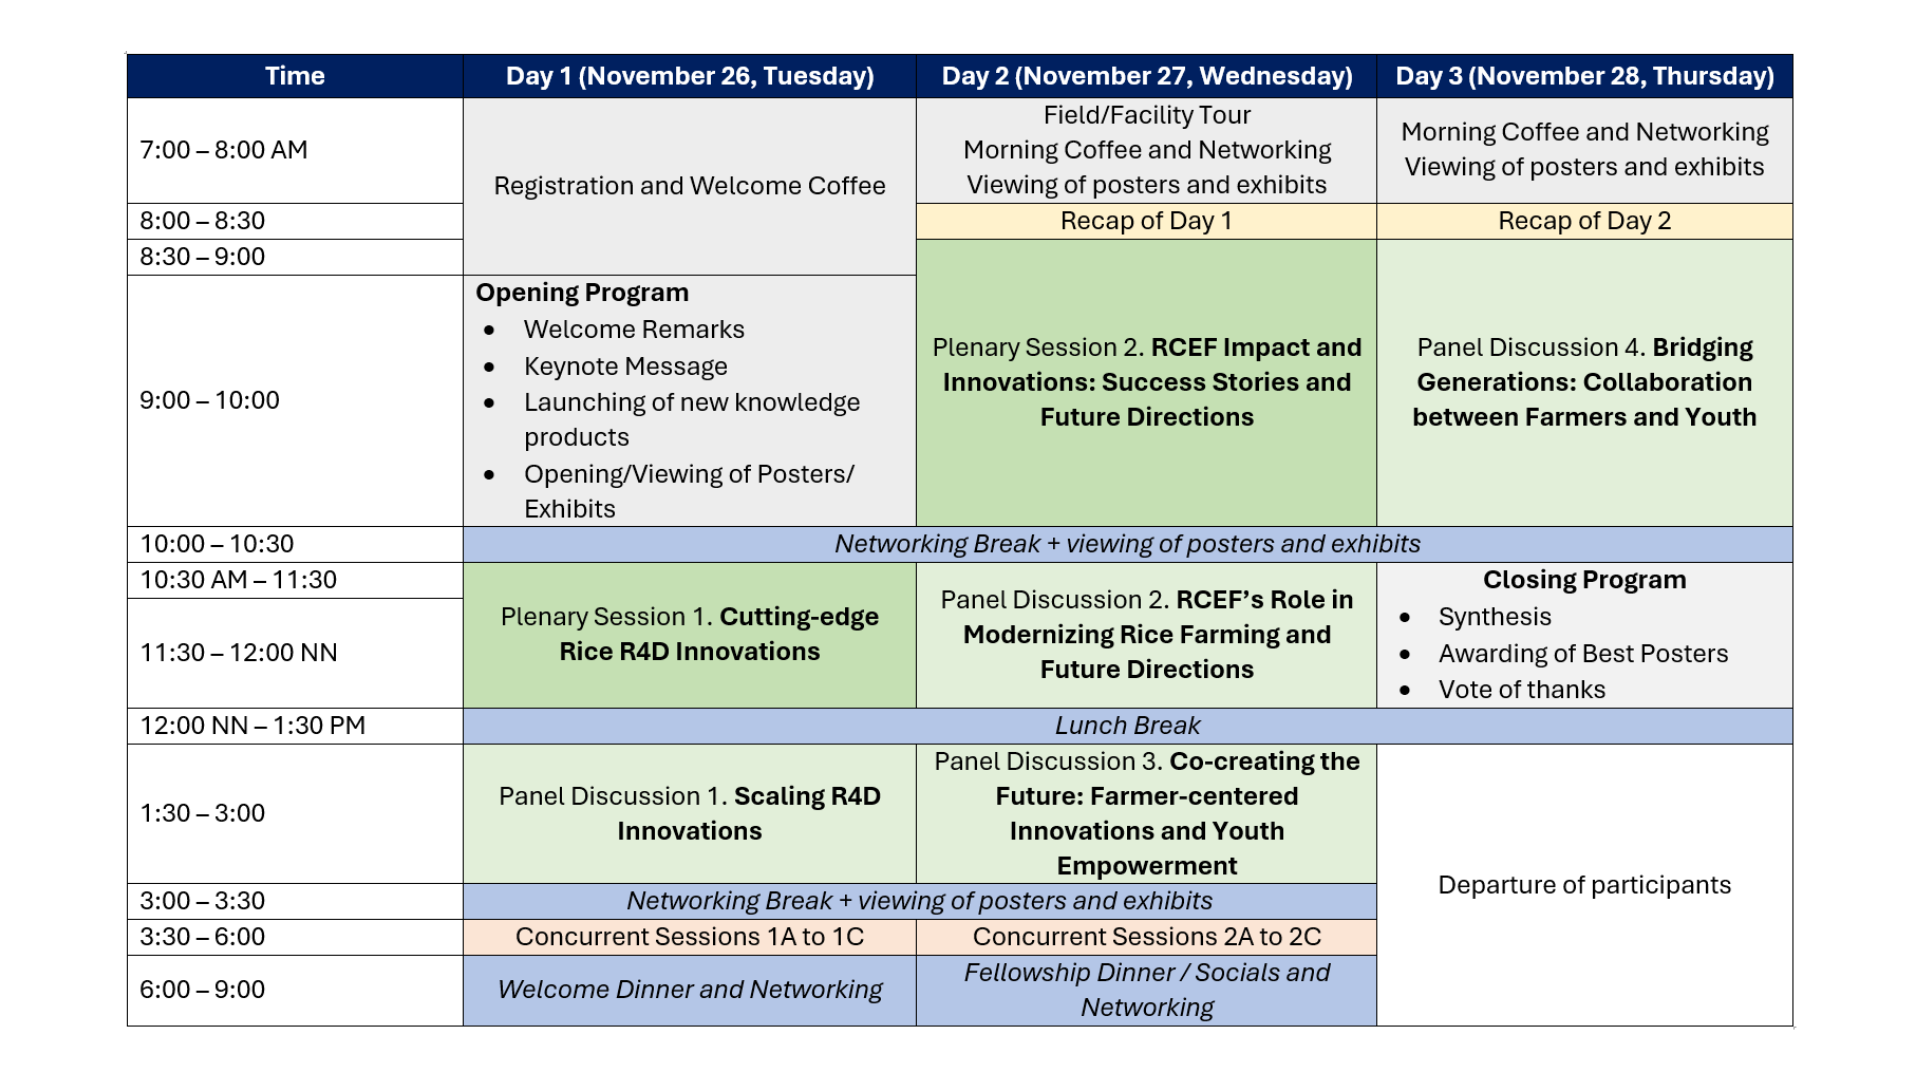 Time
Day 1 (November 26, Tuesday)
Day 2 (November 27, Wednesday)
Day 3 (November 28, Thursday)
7:00 – 8:00 AM
Registration and Welcome Coffee
Field/Facility Tour
Morning Coffee and Networking
Viewing of posters and exhibits
Morning Coffee and Networking
Viewing of posters and exhibits
8:00 – 8:30
Recap of Day 1
Recap of Day 2
8:30 – 9:00
Plenary Session 2. RCEF Impact and
Innovations: Success Stories and
Future Directions
Panel Discussion 4. Bridging
Generations: Collaboration
between Farmers and Youth
9:00 – 10:00
Opening Program
• Welcome Remarks
• Keynote Message
• Launching of new knowledge
products
• Opening/Viewing of Posters/
Exhibits
10:00 – 10:30
Networking Break + viewing of posters and exhibits
10:30 AM – 11:30
Plenary Session 1. Cutting-edge
Rice R4D Innovations
Panel Discussion 2. RCEF’s Role in
Modernizing Rice Farming and
Future Directions
Closing Program
• Synthesis
• Awarding of Best Posters
• Vote of thanks
11:30 – 12:00 NN
12:00 NN – 1:30 PM
Lunch Break
1:30 – 3:00
Panel Discussion 1. Scaling R4D
Innovations
Panel Discussion 3. Co-creating the
Future: Farmer-centered
Innovations and Youth
Empowerment
Departure of participants
3:00 – 3:30
Networking Break + viewing of posters and exhibits
3:30 – 6:00
Concurrent Sessions 1A to 1C
Concurrent Sessions 2A to 2C
6:00 – 9:00
Welcome Dinner and Networking
Fellowship Dinner / Socials and
Networking